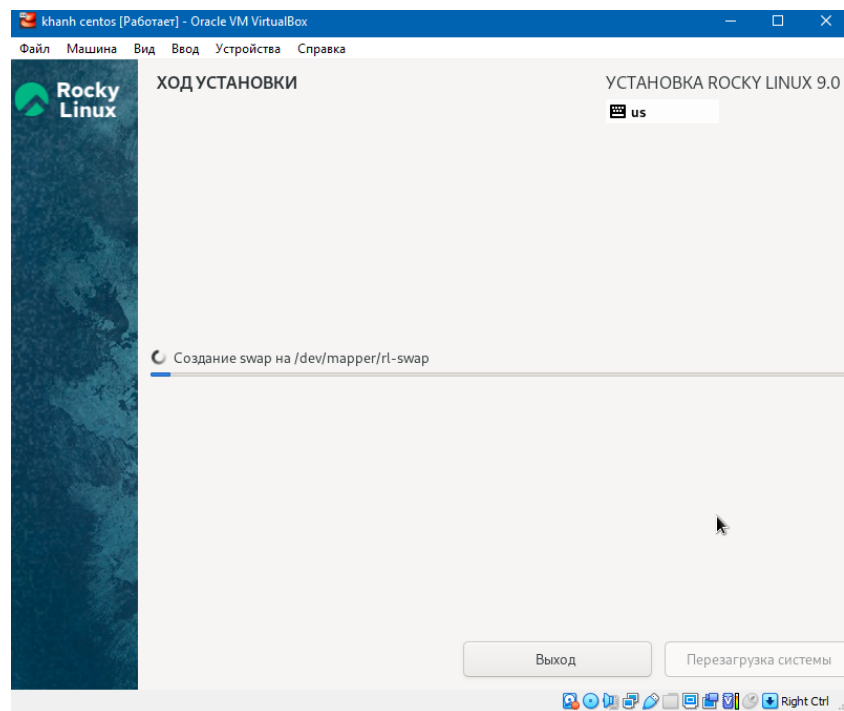 khanh centos [Работает] - Oracle VM VirtualBox
Файл Машина Вид Ввод Устройства Справка
Rocky Linux
ХОД УСТАНОВКИ
УСТАНОВКА ROCKY LINUX 9.0
us
Создание swap на /dev/mapper/rl-swap
Выход
Перезагрузка системы
Right Ctrl